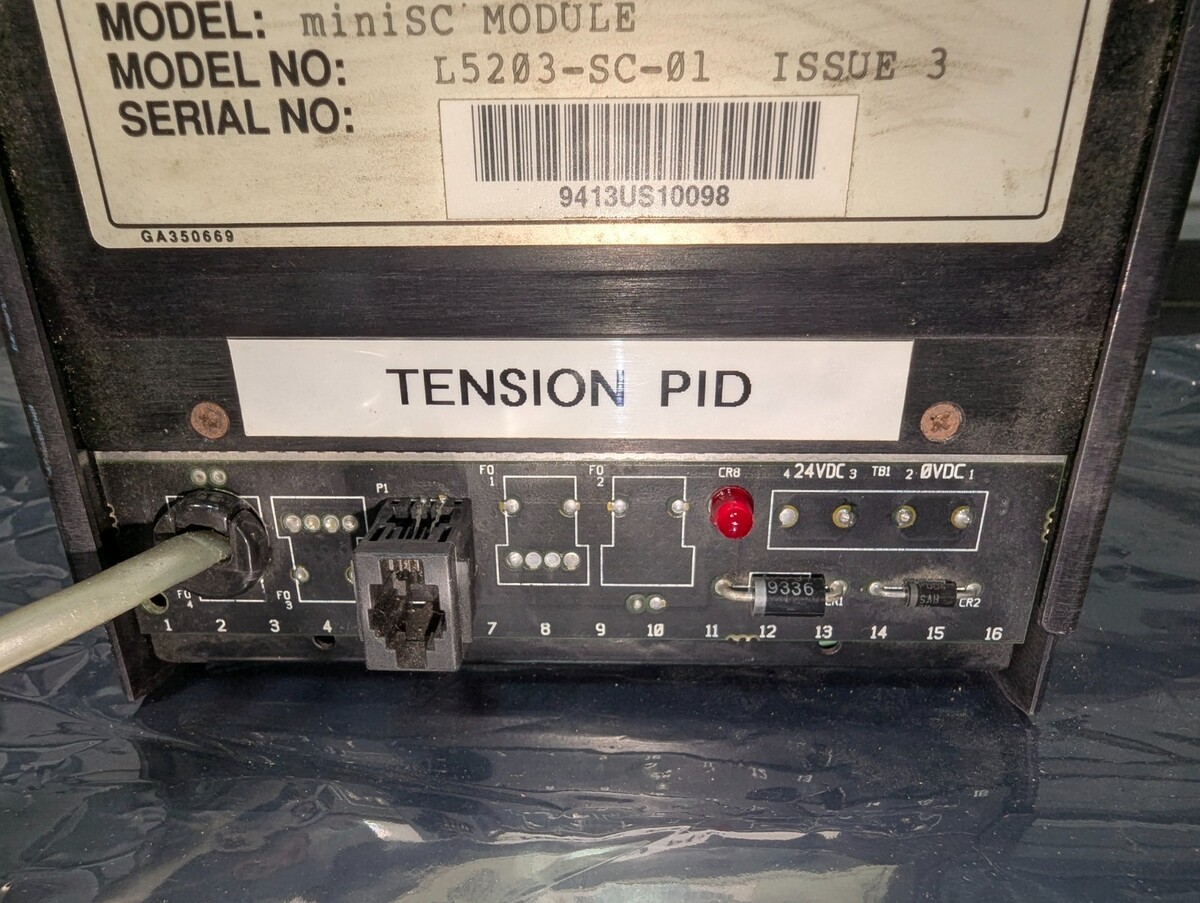 MODEL: miniSC MODULE
MODEL NO: L5203-SC-01 ISSUE 3
SERIAL NO:
9413US10098
GA350669
TENSION PID
FO 1
FO 2
CR8
4 24VDC 3 TB1 2 0VDC 1
P1
9336
CR2
FO 4
FO 3
1 2 3 4 7 8 9 10 11 12 13 14 15 16